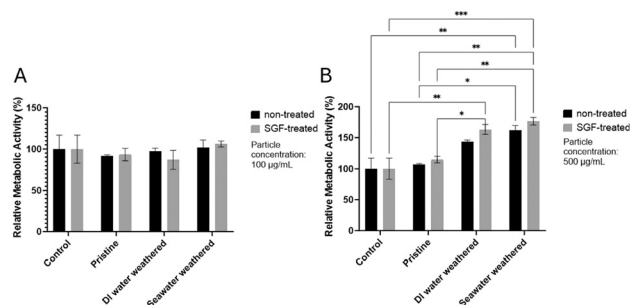 A
Relative Metabolic Activity (%)
150
100
50
0
Control
Pristine
DI water weathered
Seawater weathered
non-treated
SGF-treated
Particle
concentration:
100 µg/mL
B
***
**
**
**
*
**
*
Relative Metabolic Activity (%)
200
150
100
50
0
Control
Pristine
DI water weathered
Seawater weathered
non-treated
SGF-treated
Particle
concentration:
500 µg/mL